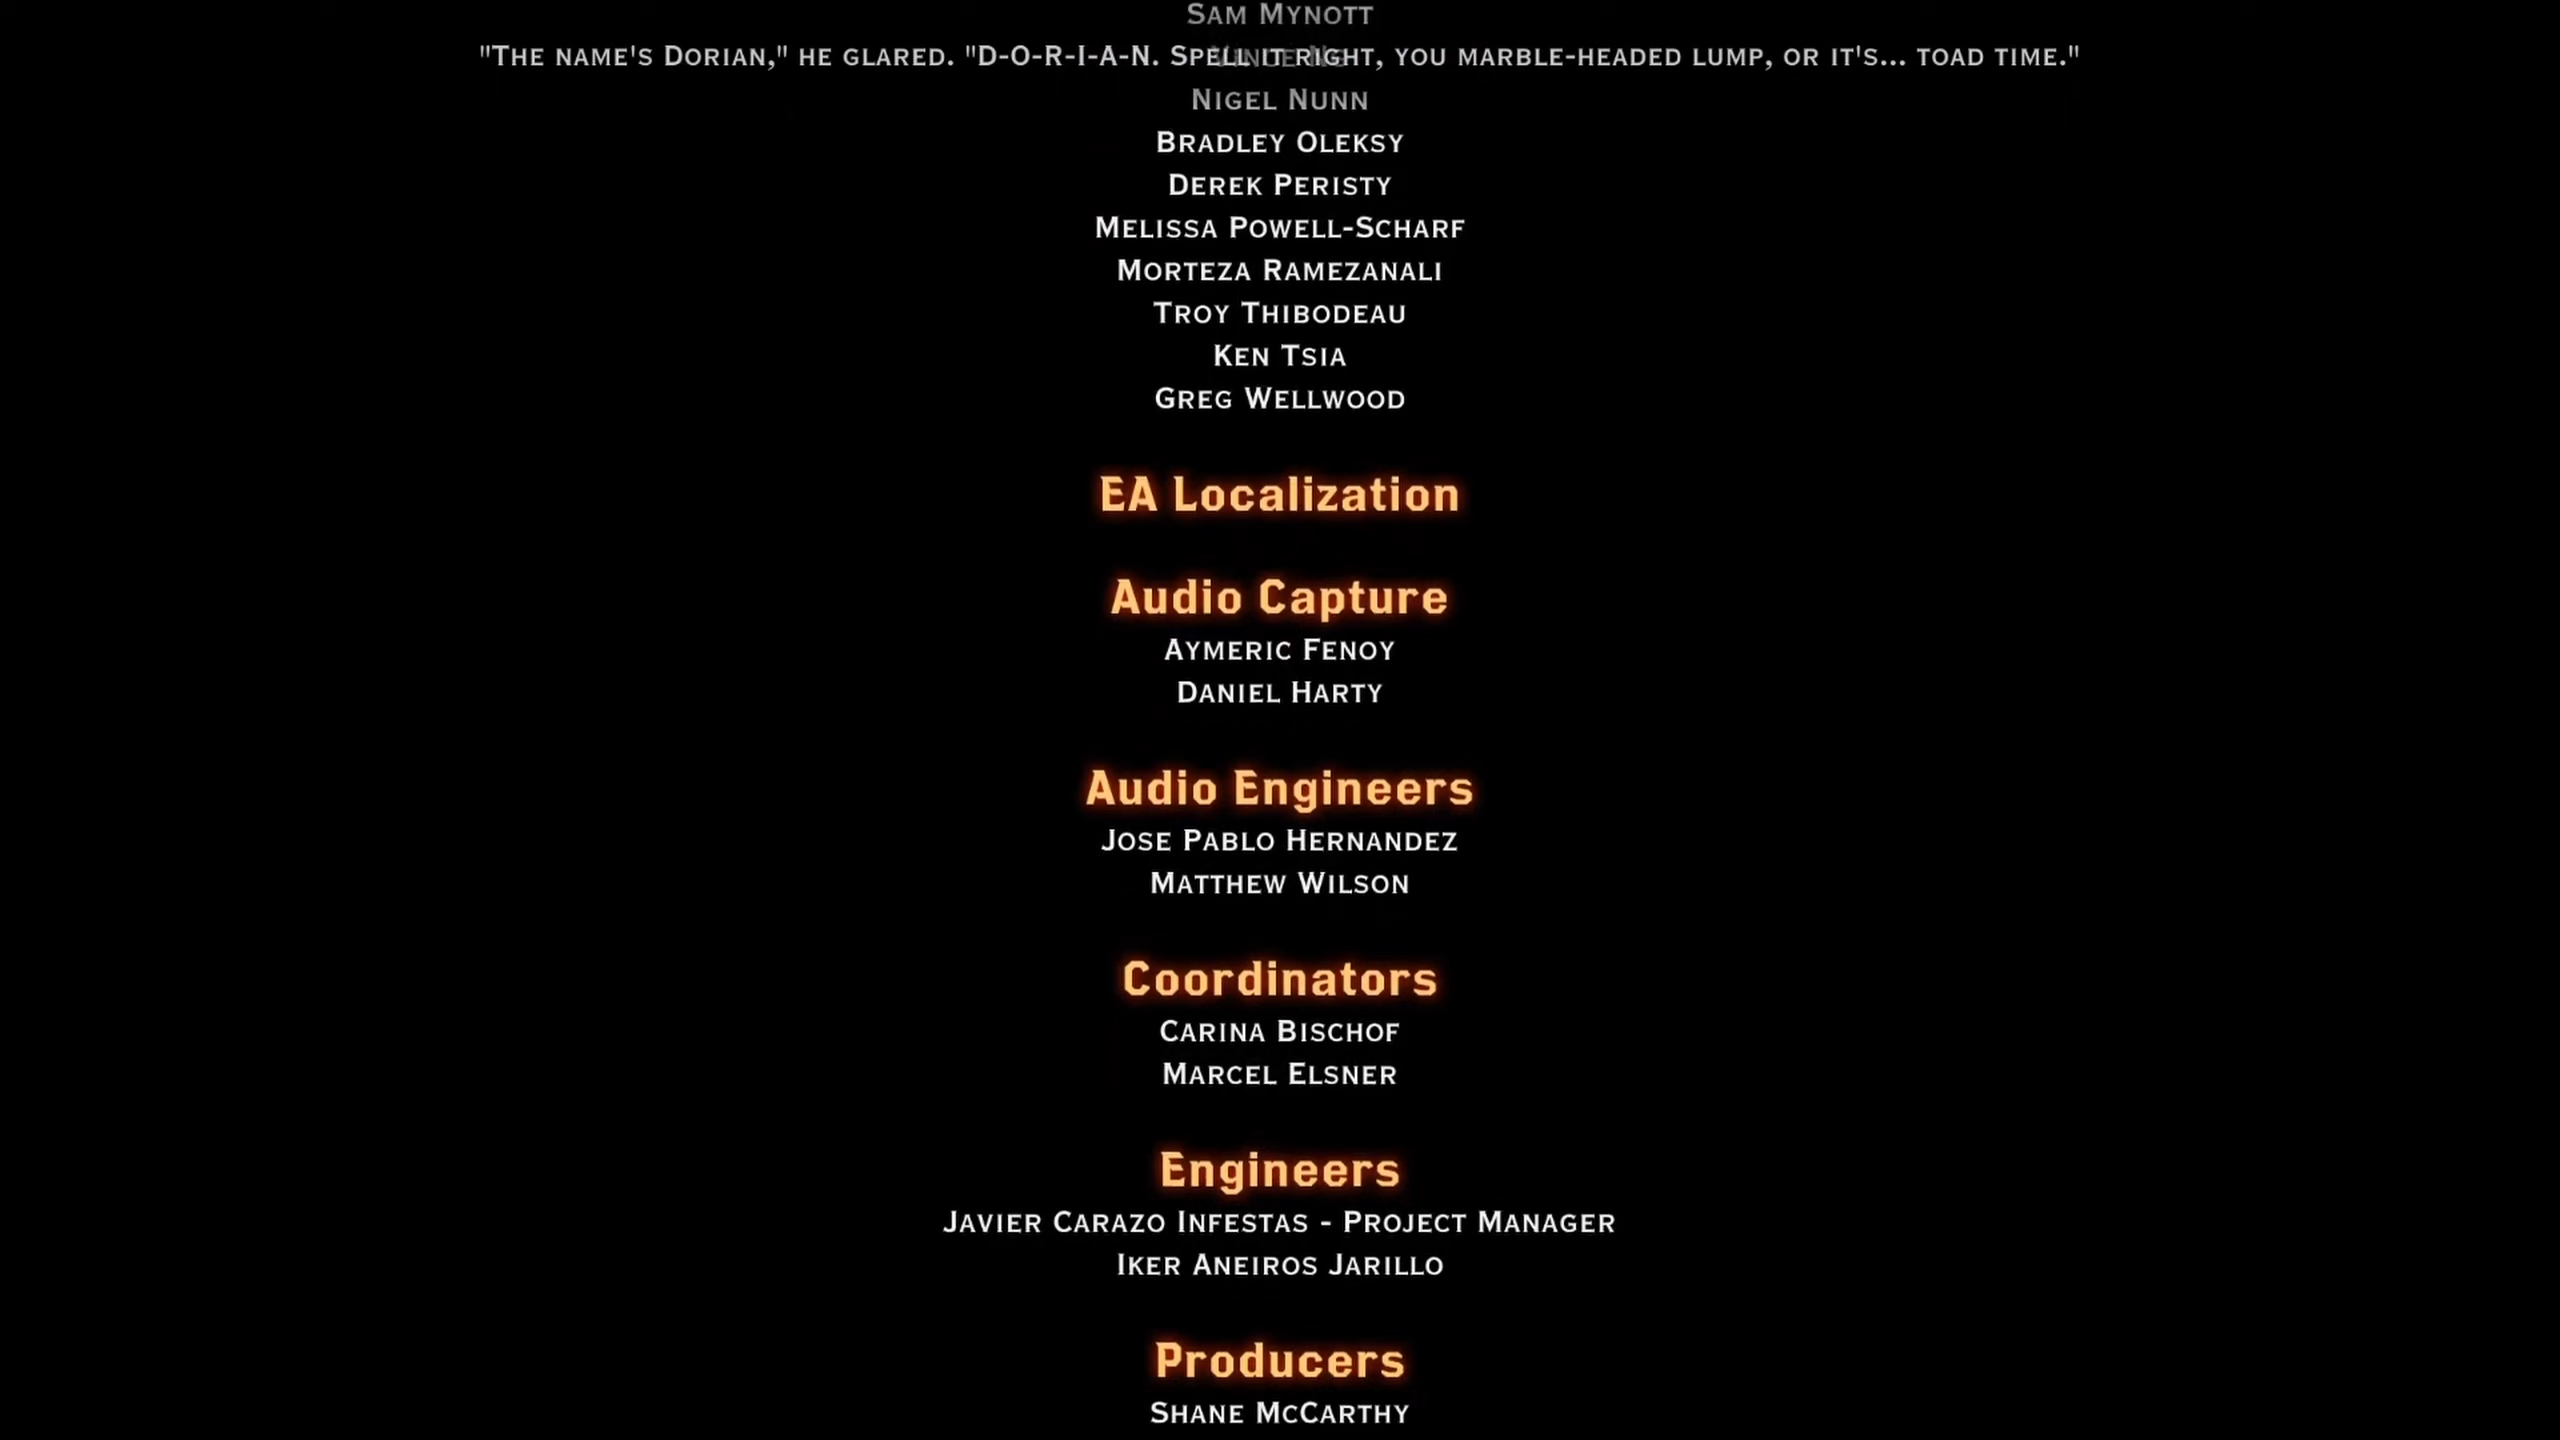 Sam Mynott
"The name's Dorian," he glared. "D-O-R-I-A-N. Spell it right, you marble-headed lump, or it's... toad time."
Vince Ng
Nigel Nunn
Bradley Oleksy
Derek Peristy
Melissa Powell-Scharf
Morteza Ramezanali
Troy Thibodeau
Ken Tsia
Greg Wellwood
EA Localization
Audio Capture
Aymeric Fenoy
Daniel Harty
Audio Engineers
Jose Pablo Hernandez
Matthew Wilson
Coordinators
Carina Bischof
Marcel Elsner
Engineers
Javier Carazo Infestas - Project Manager
Iker Aneiros Jarillo
Producers
Shane McCarthy